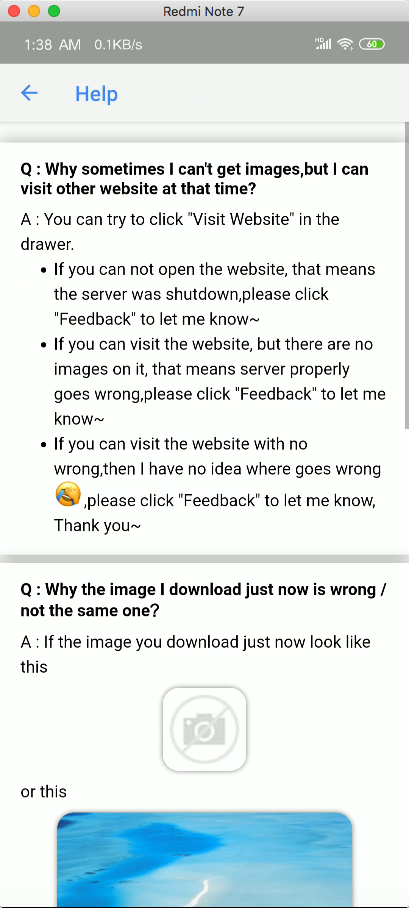 Redmi Note 7
1:38 AM 0.1KB/s HD 60
Help
Q : Why sometimes I can't get images,but I can
visit other website at that time?
A : You can try to click "Visit Website" in the
drawer.
If you can not open the website, that means
the server was shutdown,please click
"Feedback" to let me know~
If you can visit the website, but there are no
images on it, that means server properly
goes wrong,please click "Feedback" to let me
know~
If you can visit the website with no
wrong,then I have no idea where goes wrong
,please click "Feedback" to let me know,
Thank you~
Q : Why the image I download just now is wrong /
not the same one?
A : If the image you download just now look like
this
or this